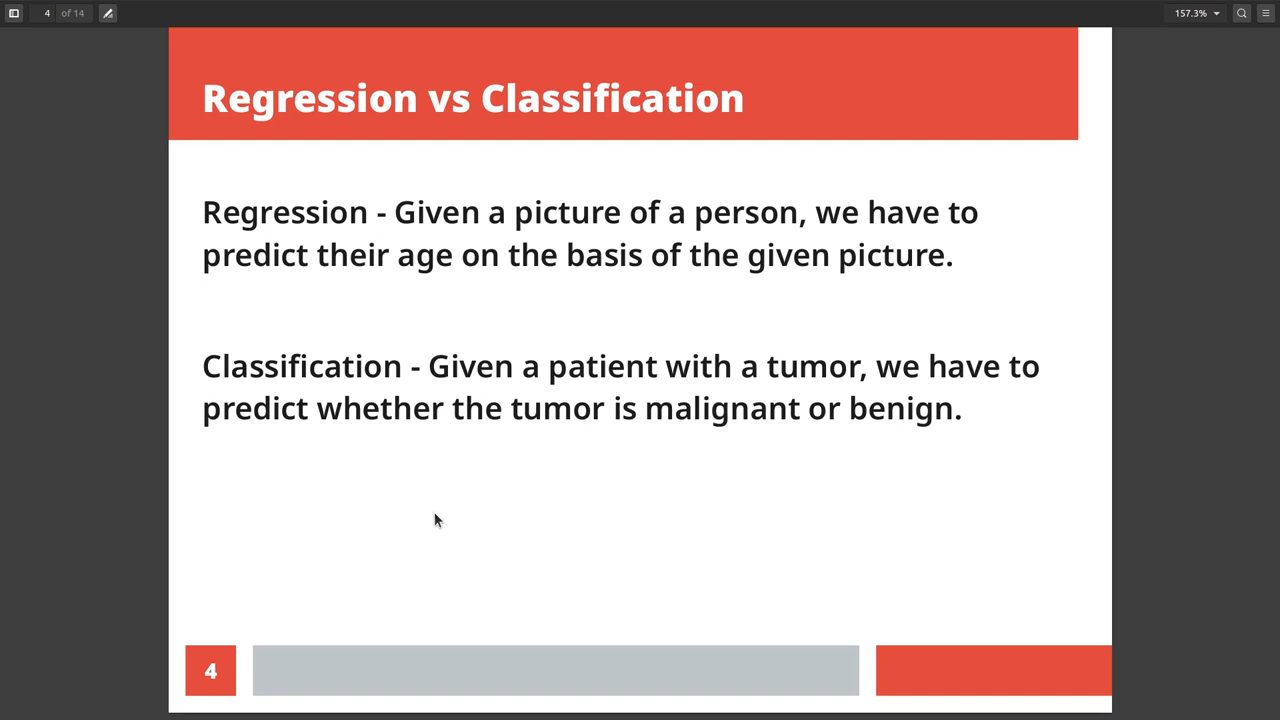 4 of 14
157.3%
Regression vs Classification
Regression - Given a picture of a person, we have to
predict their age on the basis of the given picture.
Classification - Given a patient with a tumor, we have to
predict whether the tumor is malignant or benign.
4